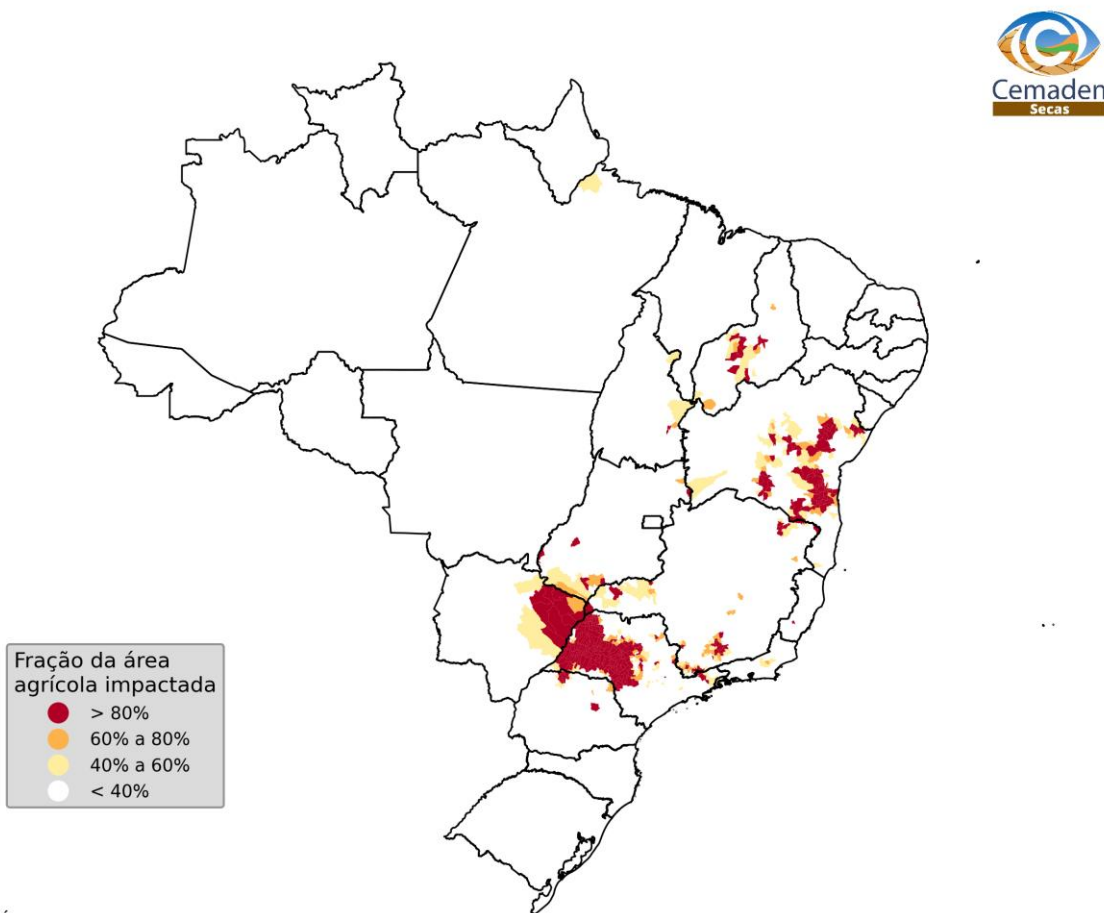 Cemaden
Secas
Fração da área
agrícola impactada
> 80%
60% a 80%
40% a 60%
< 40%